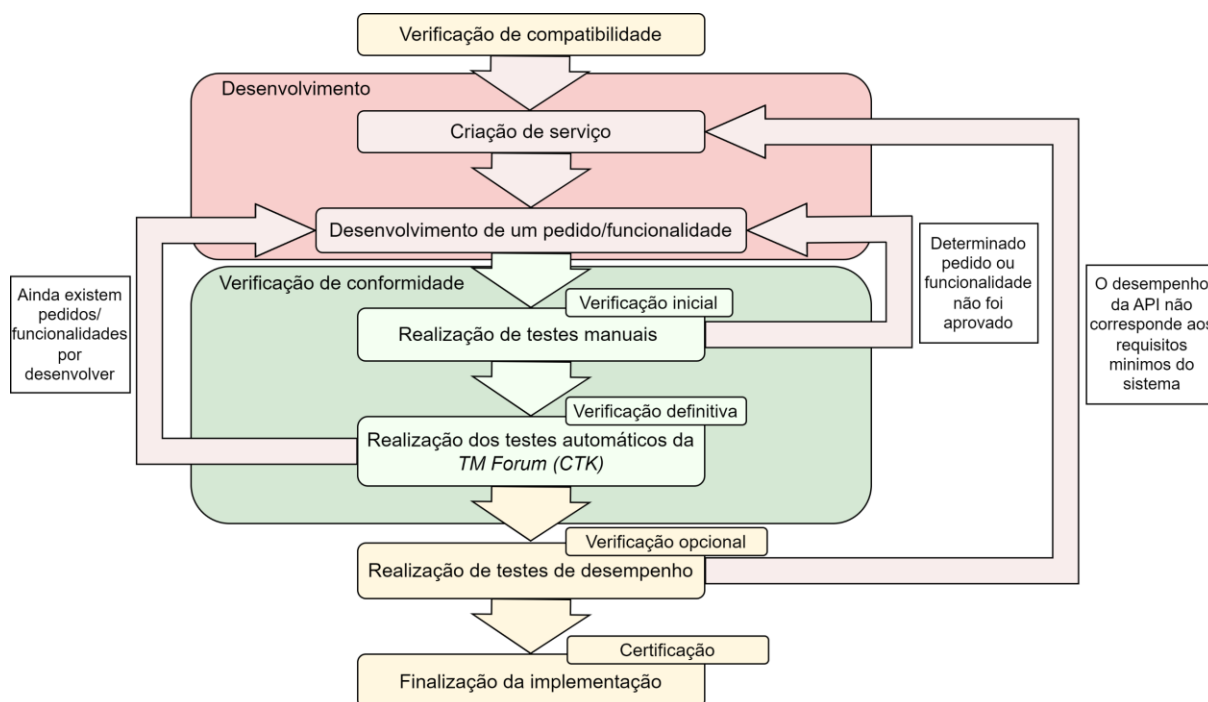 Verificação de compatibilidade
Desenvolvimento
Criação de serviço
Desenvolvimento de um pedido/funcionalidade
Verificação de conformidade
Verificação inicial
Realização de testes manuais
Verificação definitiva
Realização dos testes automáticos da
TM Forum (CTK)
Verificação opcional
Realização de testes de desempenho
Certificação
Finalização da implementação
Ainda existem
pedidos/
funcionalidades
por
desenvolver
Determinado
pedido ou
funcionalidade
não foi
aprovado
O desempenho
da API não
corresponde aos
requisitos
minimos do
sistema